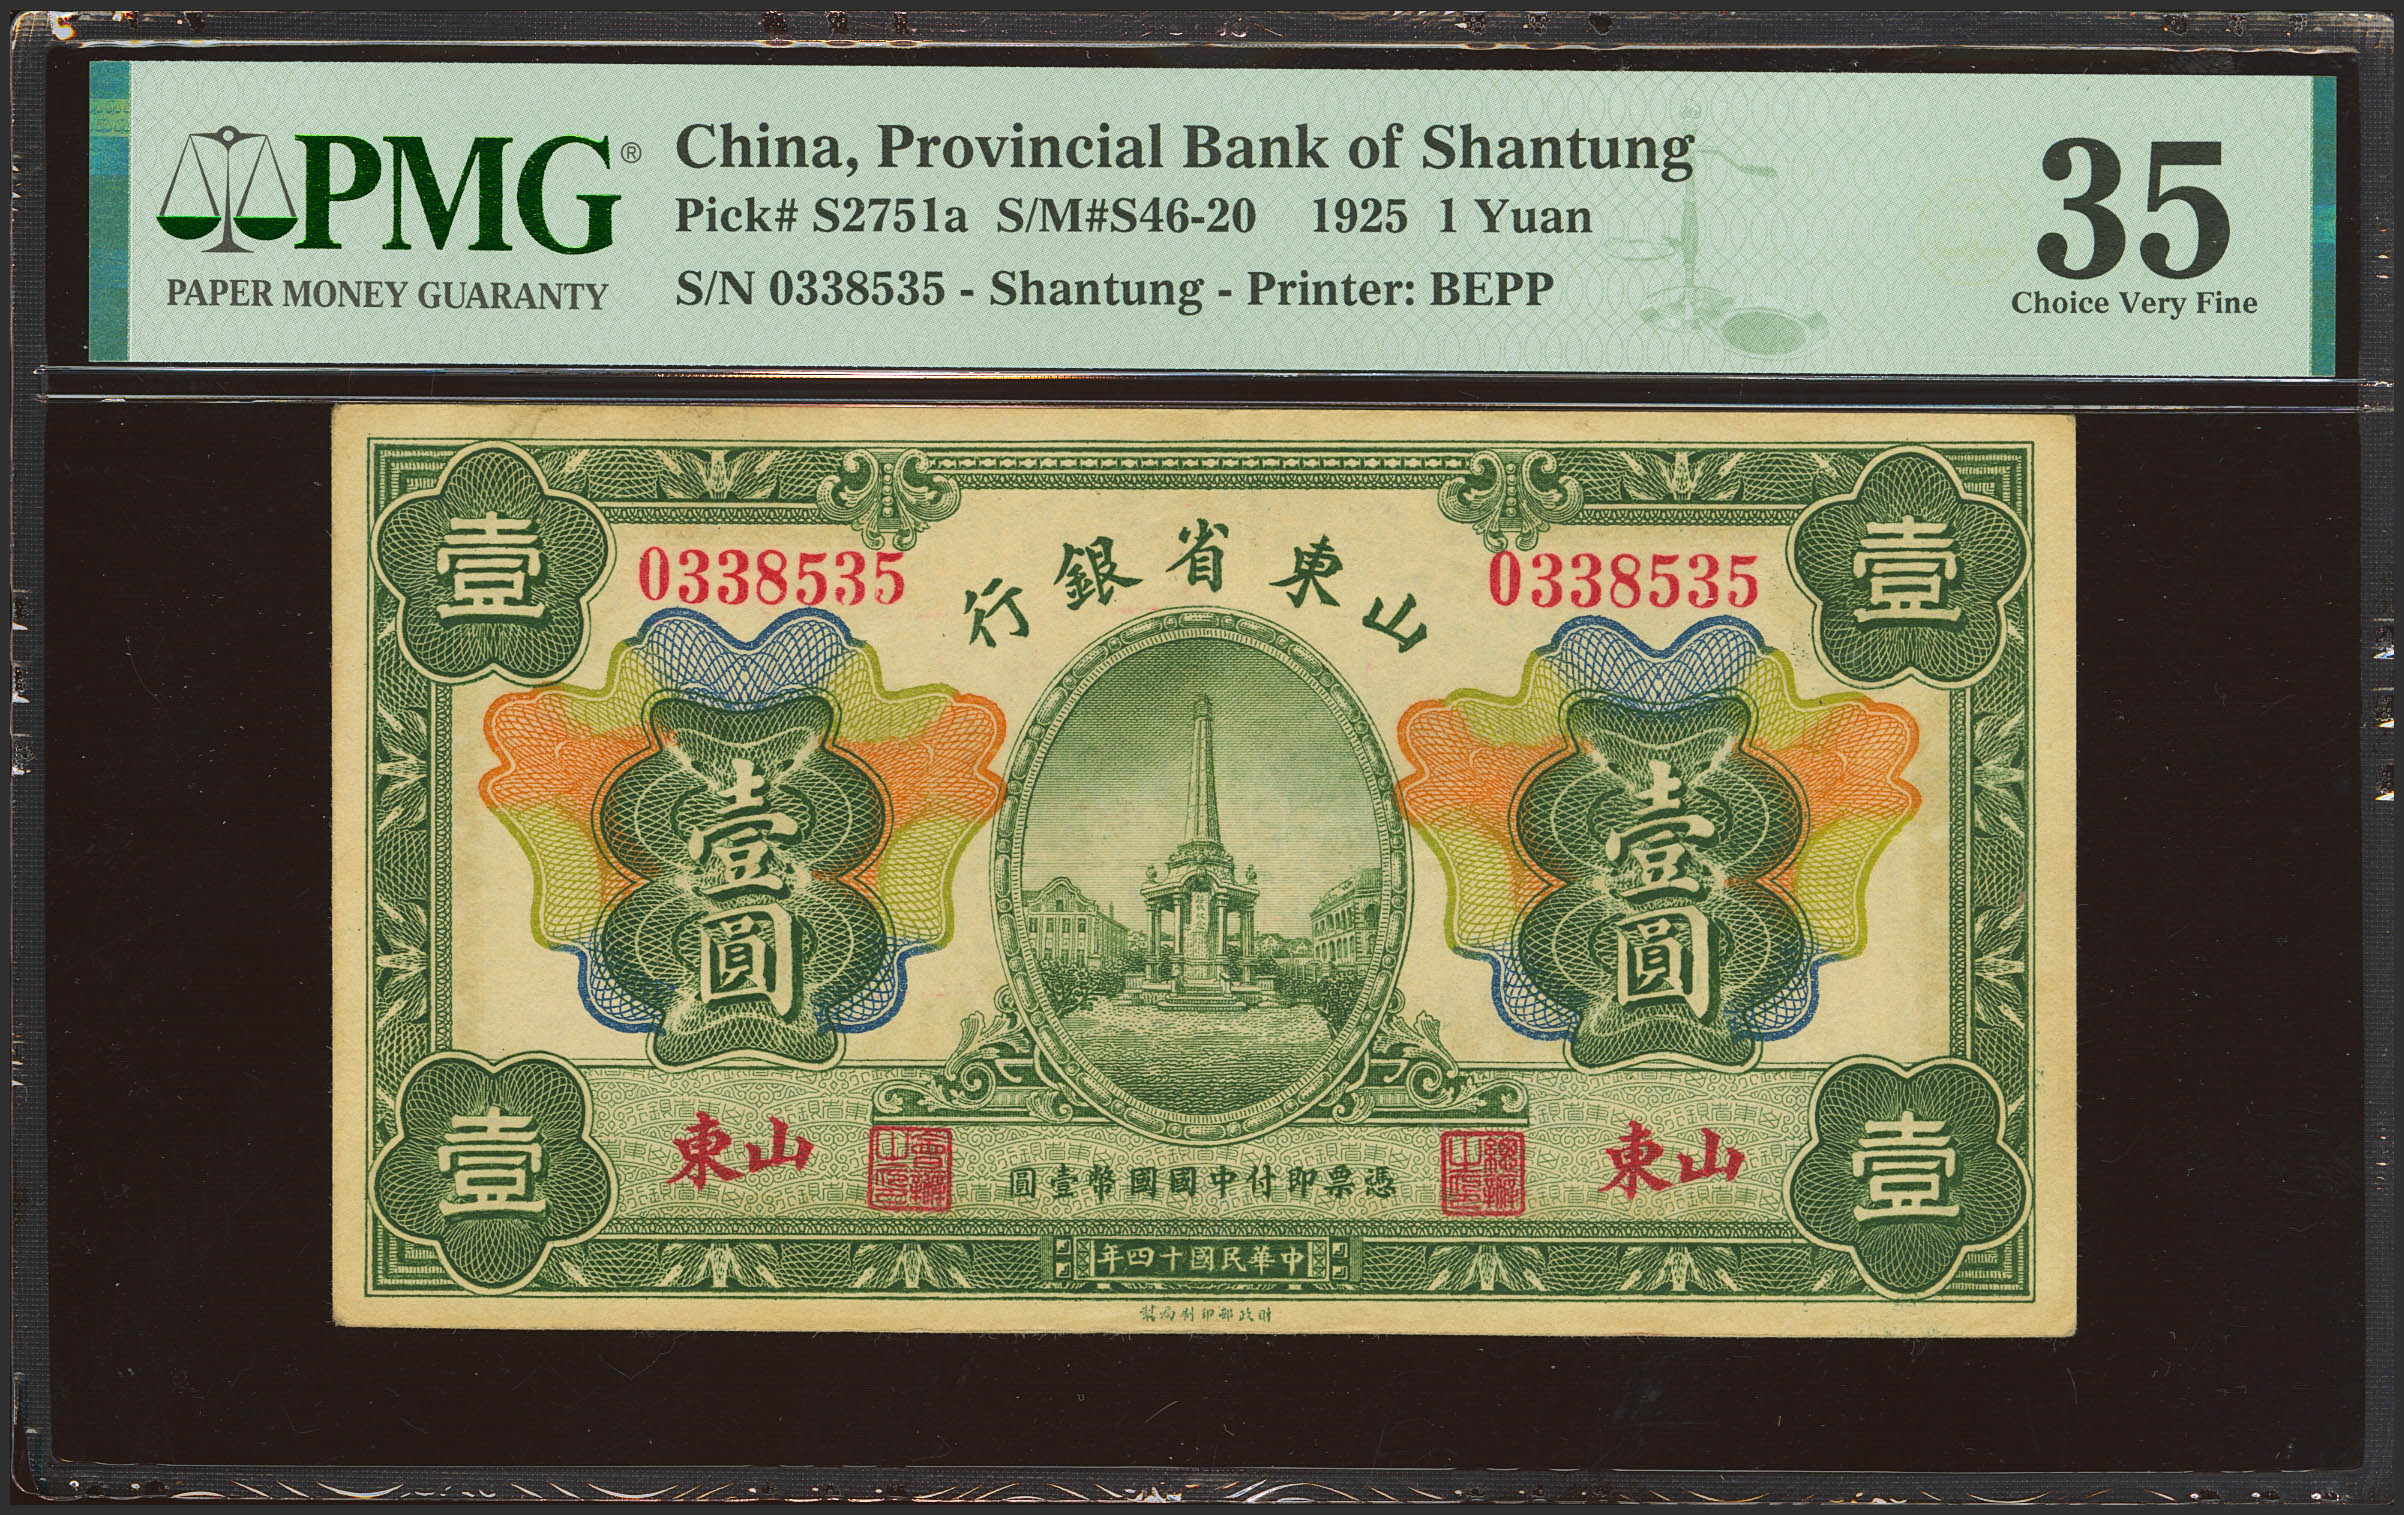 PMG®
PAPER MONEY GUARANTY
China, Provincial Bank of Shantung
Pick# S2751a S/M#S46-20 1925 1 Yuan
S/N 0338535 - Shantung - Printer: BEPP
35
Choice Very Fine
壹
壹
山東省銀行
0338535
0338535
壹圓
壹圓
山東
山東
憑票即付中國國幣壹圓
壹
壹
中華民國十四年
財政部印刷局製